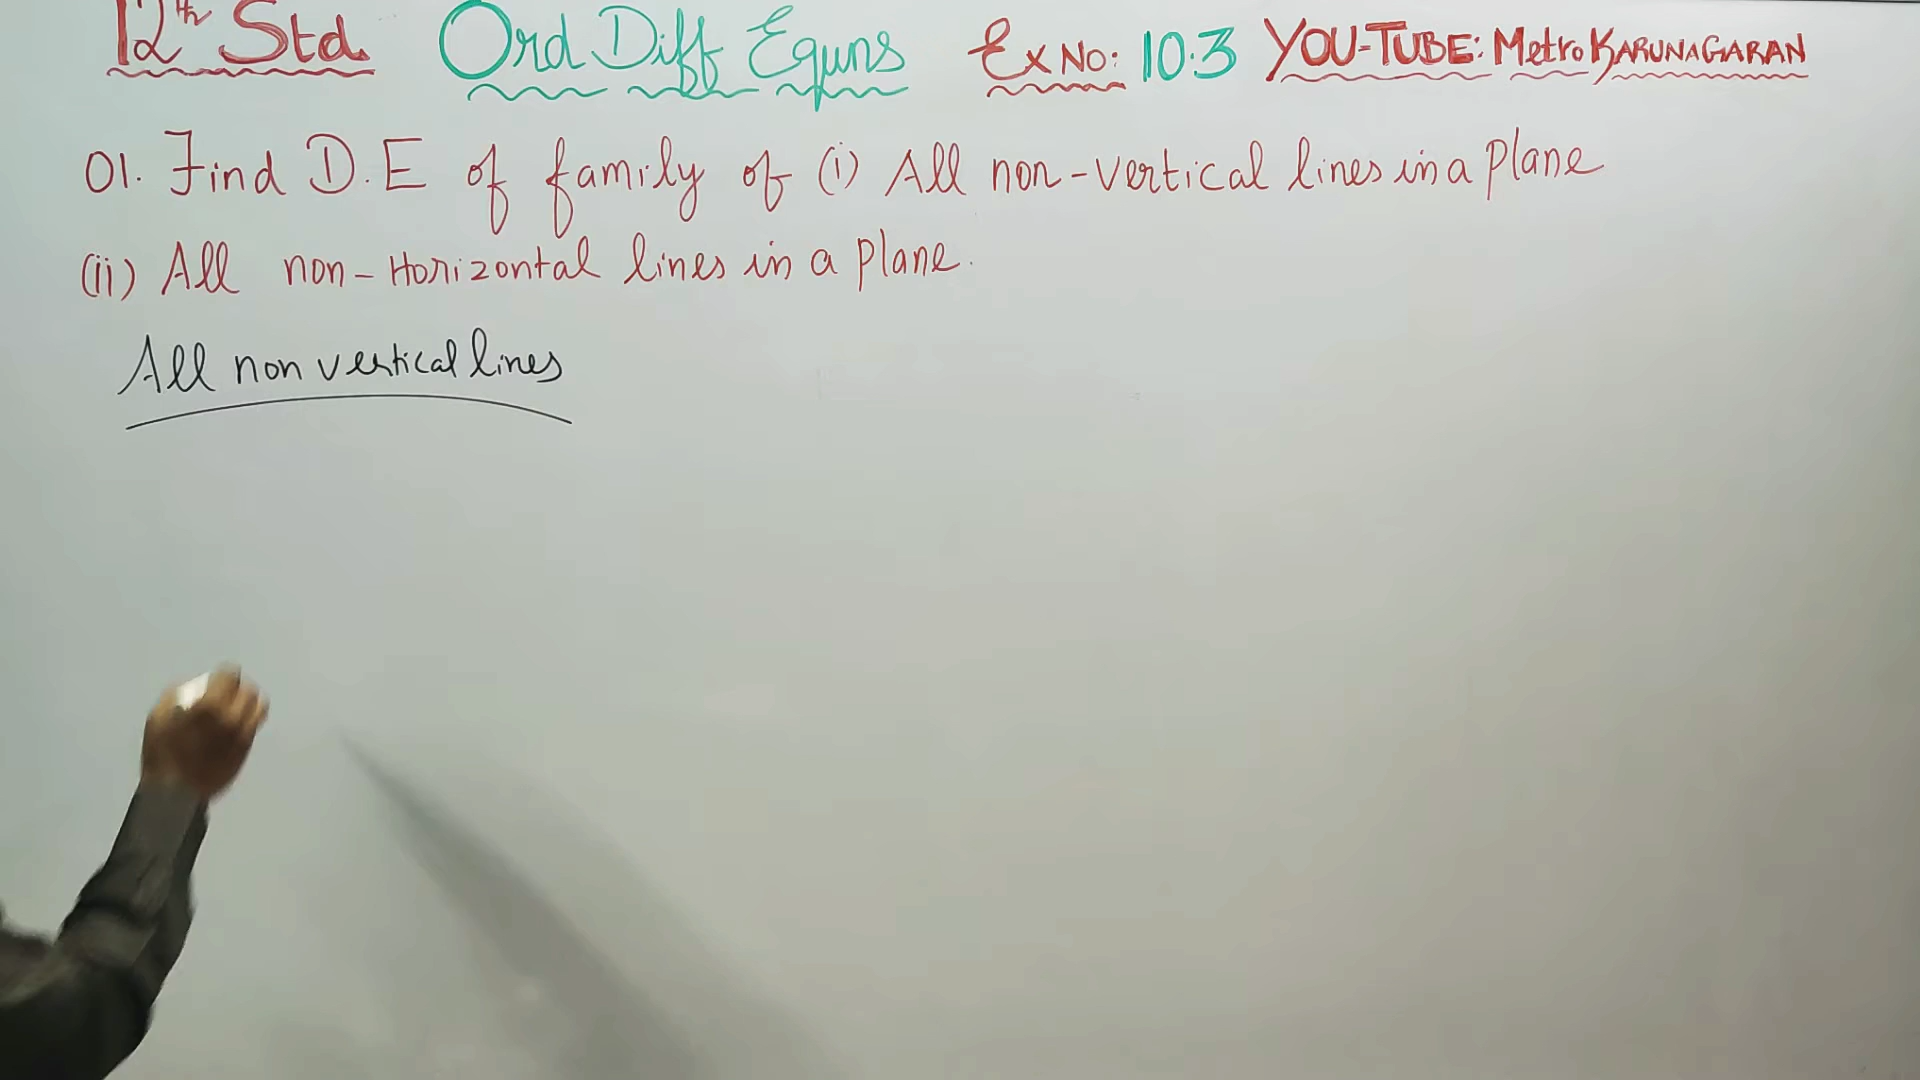 12th Std Ord Diff Equns Ex No: 10.3 YOU-TUBE: Metro KARUNAGARAN
01. Find D.E of family of (i) All non-vertical lines in a plane
(ii) All non-Horizontal lines in a plane.
All non vertical lines